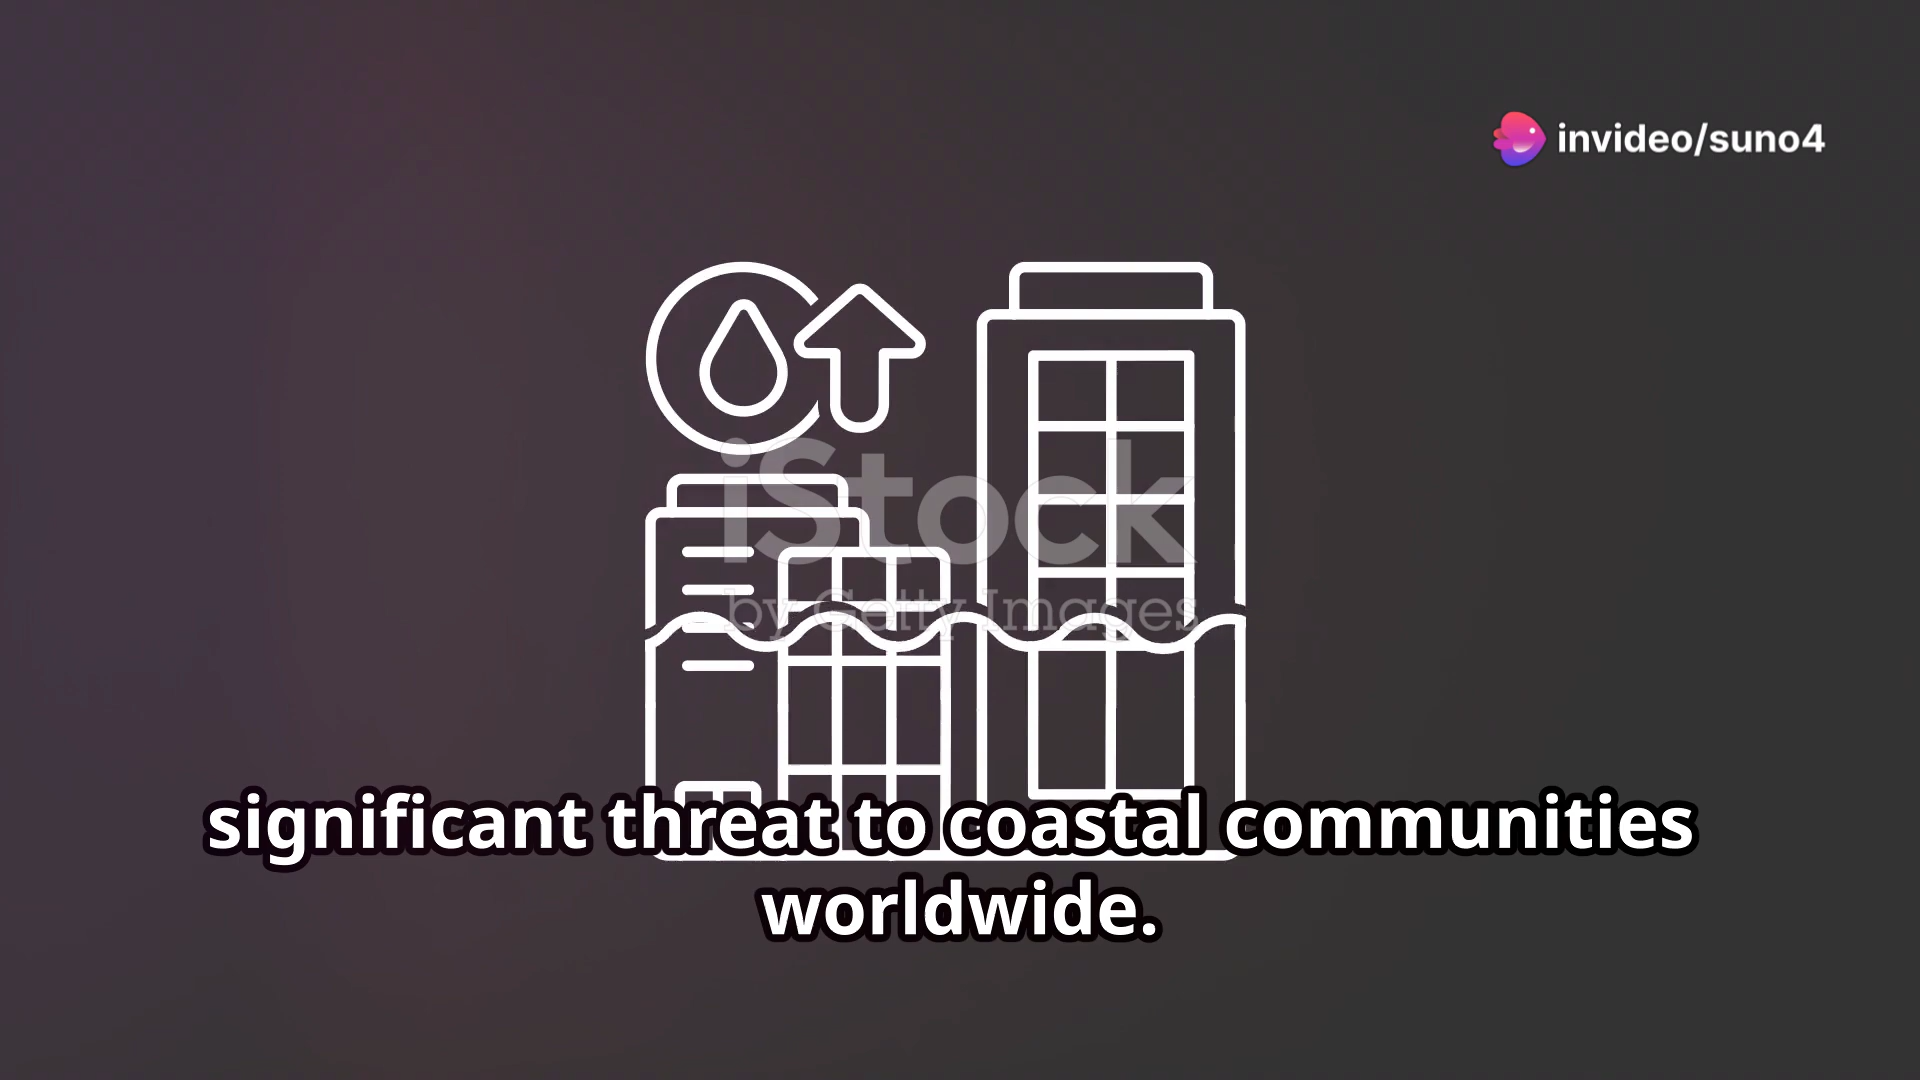 invideo/suno4
iStock
by Getty Images
significant threat to coastal communities
worldwide.